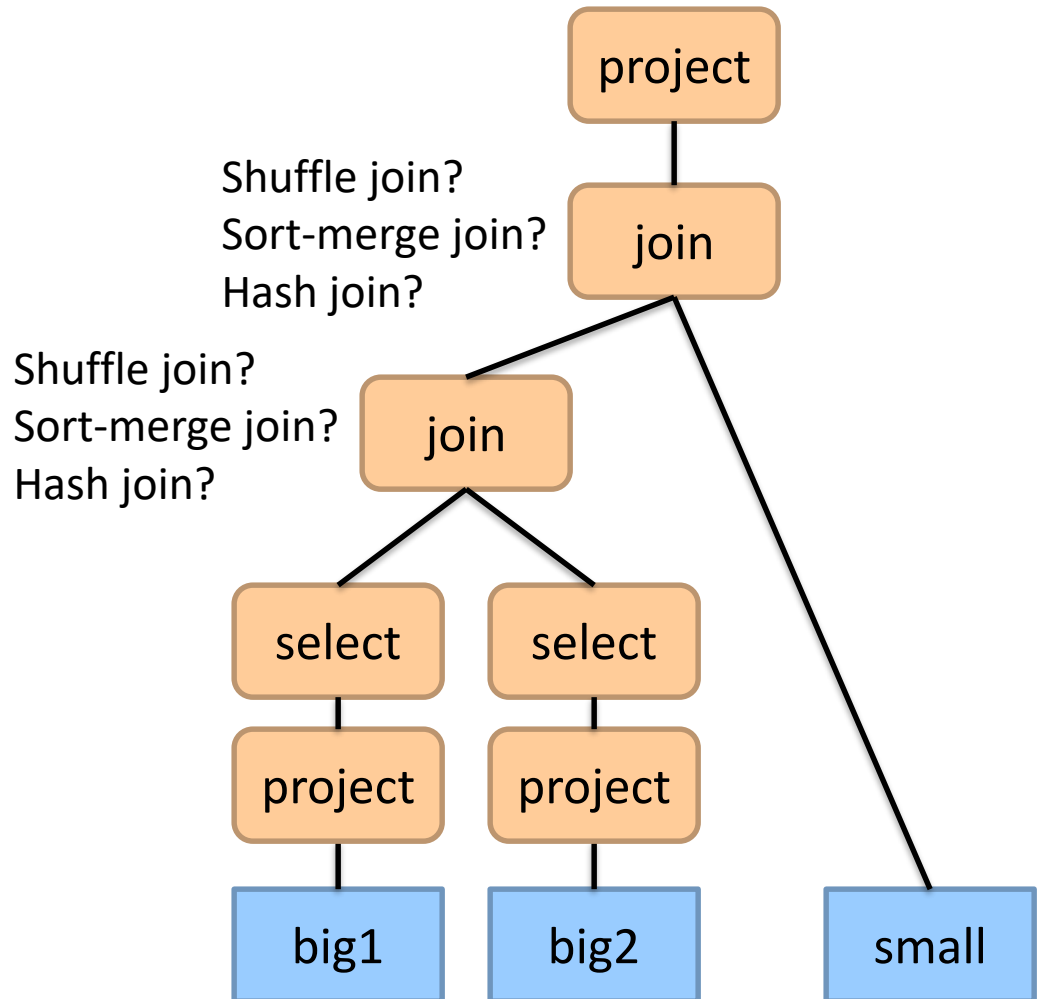 project
Shuffle join?
Sort-merge join?
Hash join?
join
Shuffle join?
Sort-merge join?
Hash join?
join
select
select
project
project
big1
big2
small